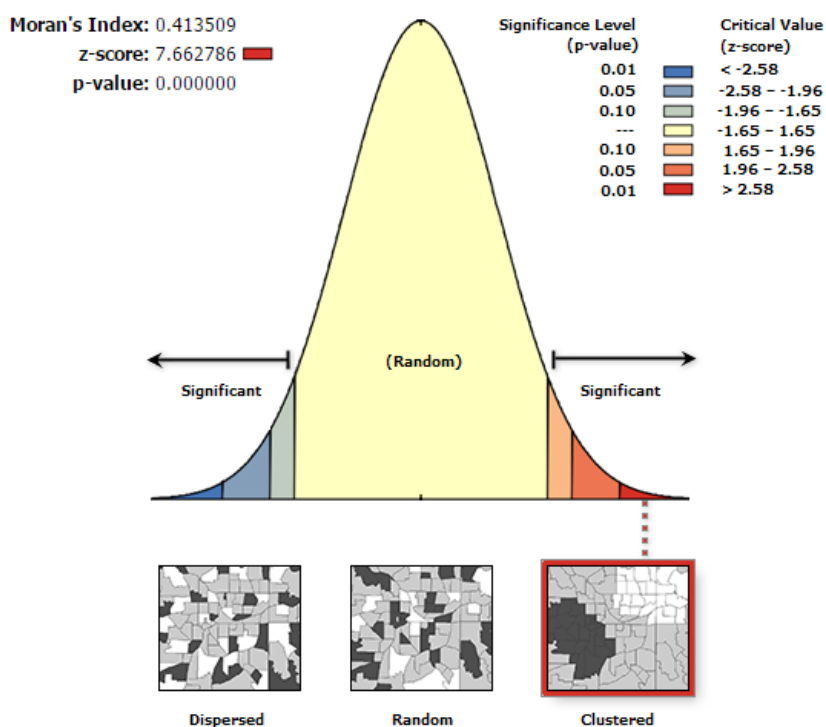 Moran's Index: 0.413509
z-score: 7.662786
p-value: 0.000000
Significance Level
(p-value)
Critical Value
(z-score)
0.01 < -2.58
0.05 -2.58 – -1.96
0.10 -1.96 – -1.65
--- -1.65 – 1.65
0.10 1.65 – 1.96
0.05 1.96 – 2.58
0.01 > 2.58
Significant
(Random)
Significant
Dispersed
Random
Clustered